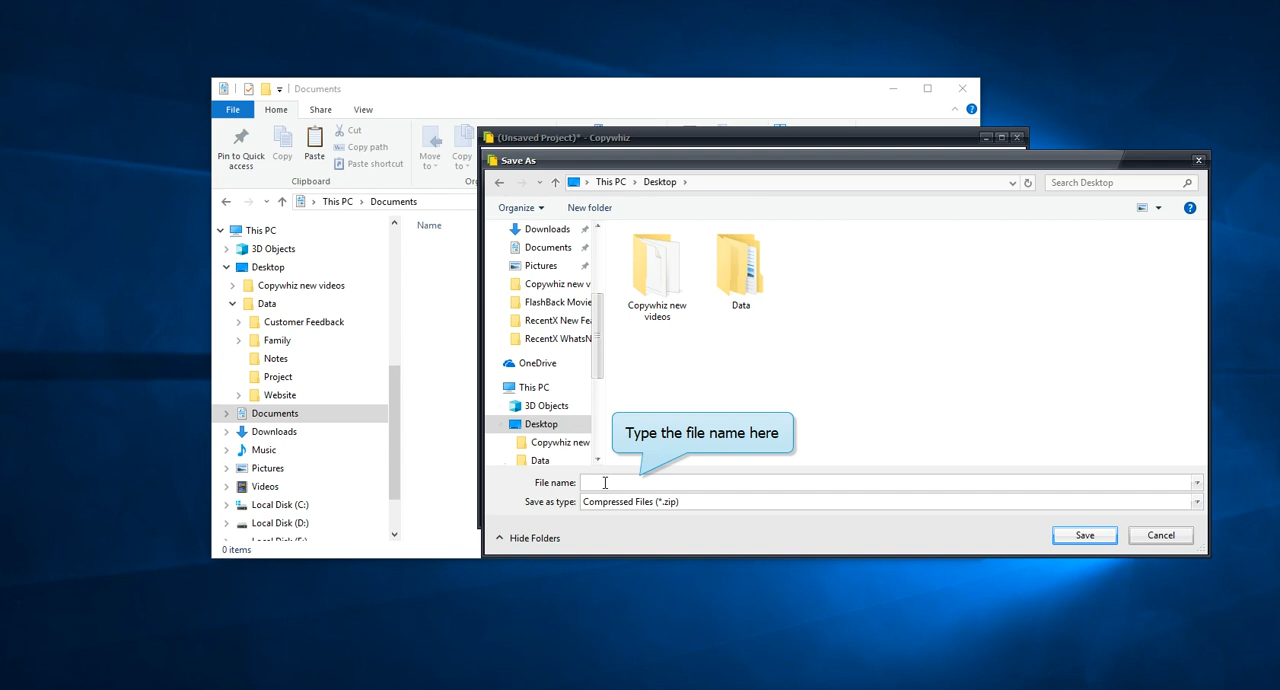 Documents
File Home Share View
Pin to Quick access
Copy
Paste
Cut
Copy path
Paste shortcut
Move to
Copy to
Clipboard
Org
This PC > Documents
Name
This PC
3D Objects
Desktop
Copywhiz new videos
Data
Customer Feedback
Family
Notes
Project
Website
Documents
Downloads
Music
Pictures
Videos
Local Disk (C:)
Local Disk (D:)
0 items
(Unsaved Project)* - Copywhiz
Save As
This PC > Desktop >
Search Desktop
Organize
New folder
Downloads
Documents
Pictures
Copywhiz new v
FlashBack Movie
RecentX New Fea
RecentX WhatsN
OneDrive
This PC
3D Objects
Desktop
Copywhiz new
Data
Copywhiz new
videos
Data
Type the file name here
File name:
Save as type: Compressed Files (*.zip)
Hide Folders
Save
Cancel